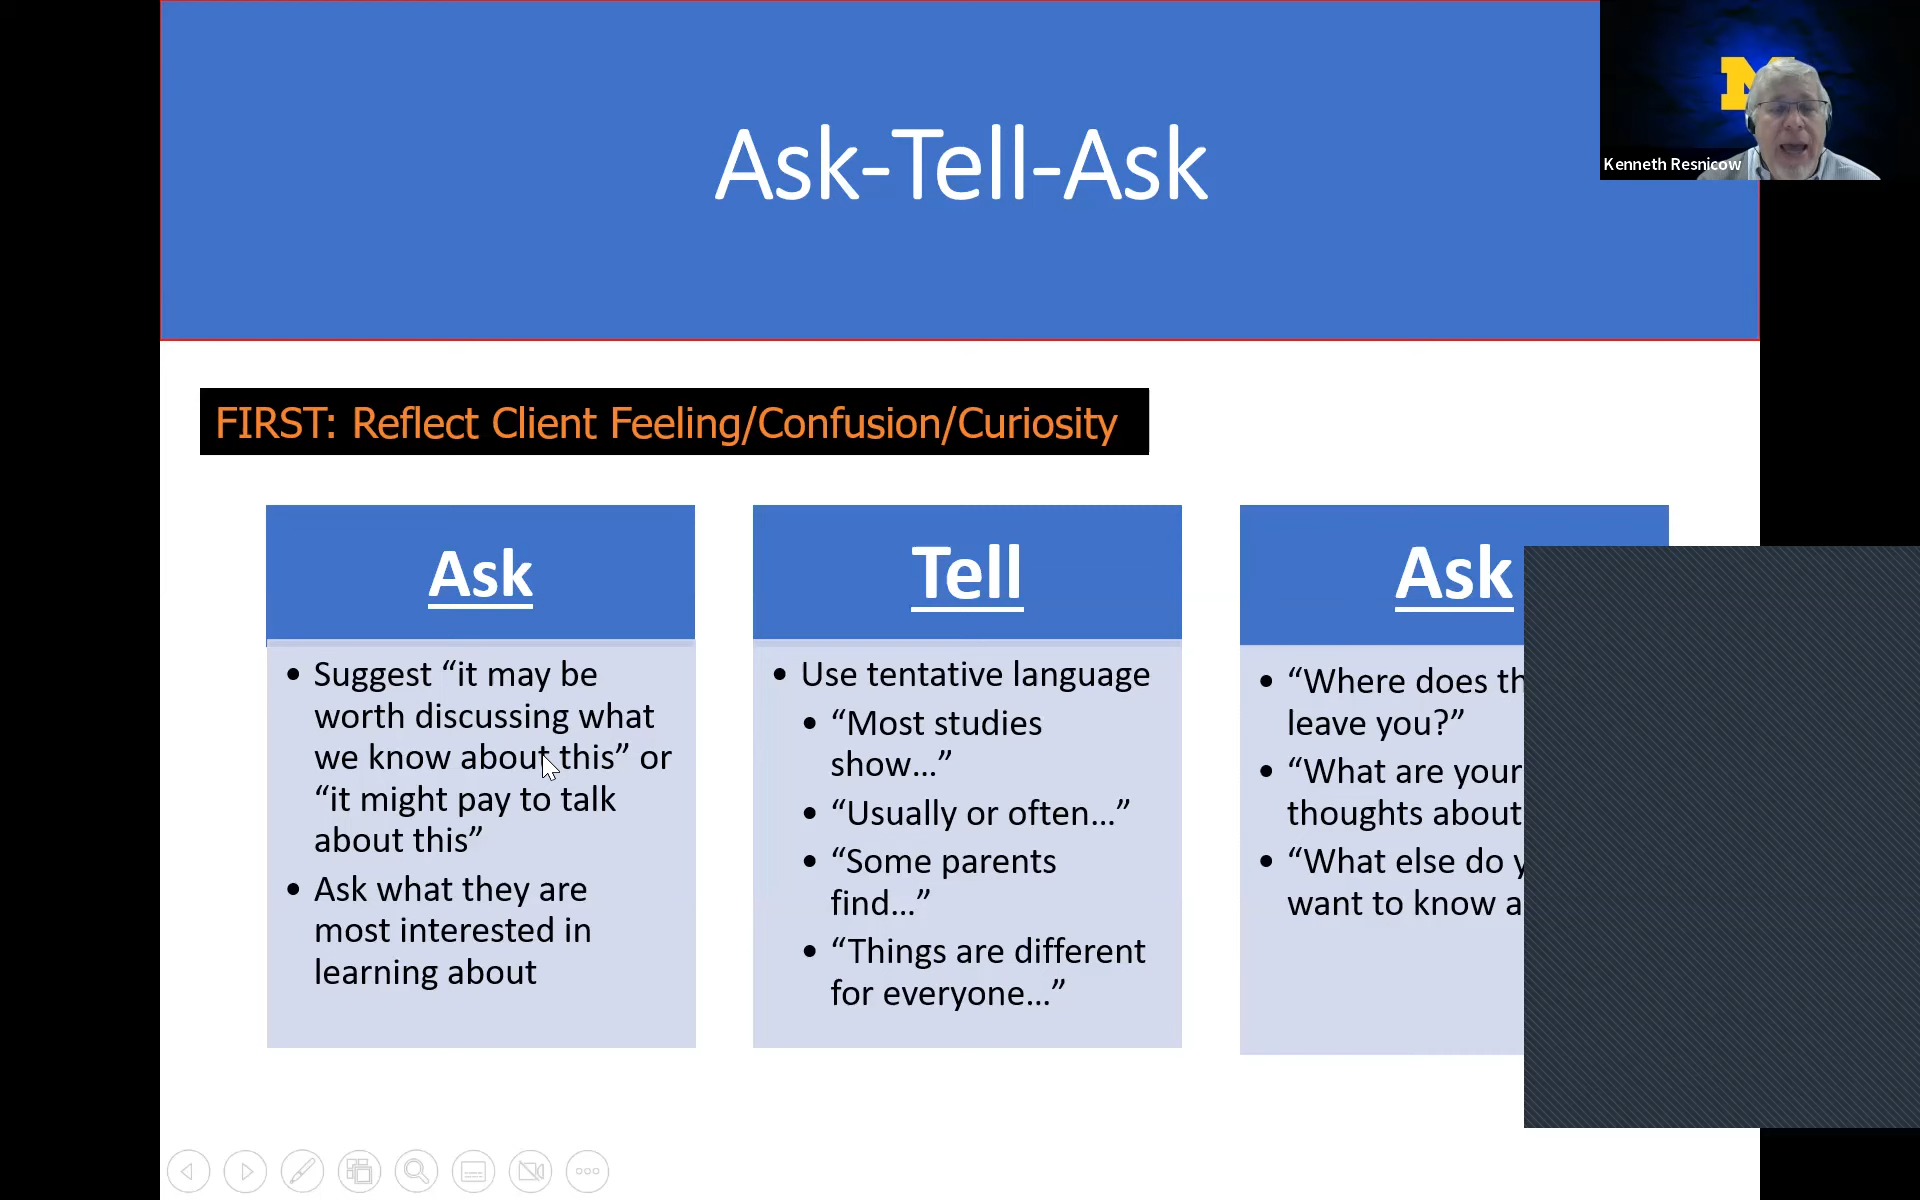 Ask-Tell-Ask
Kenneth Resnicow
FIRST: Reflect Client Feeling/Confusion/Curiosity
Ask
• Suggest “it may be
worth discussing what
we know about this” or
“it might pay to talk
about this”
• Ask what they are
most interested in
learning about
Tell
• Use tentative language
• “Most studies
show...”
• “Usually or often...”
• “Some parents
find...”
• “Things are different
for everyone...”
Ask
• “Where does
leave you?”
• “What are your
thoughts about
• “What else do
want to know